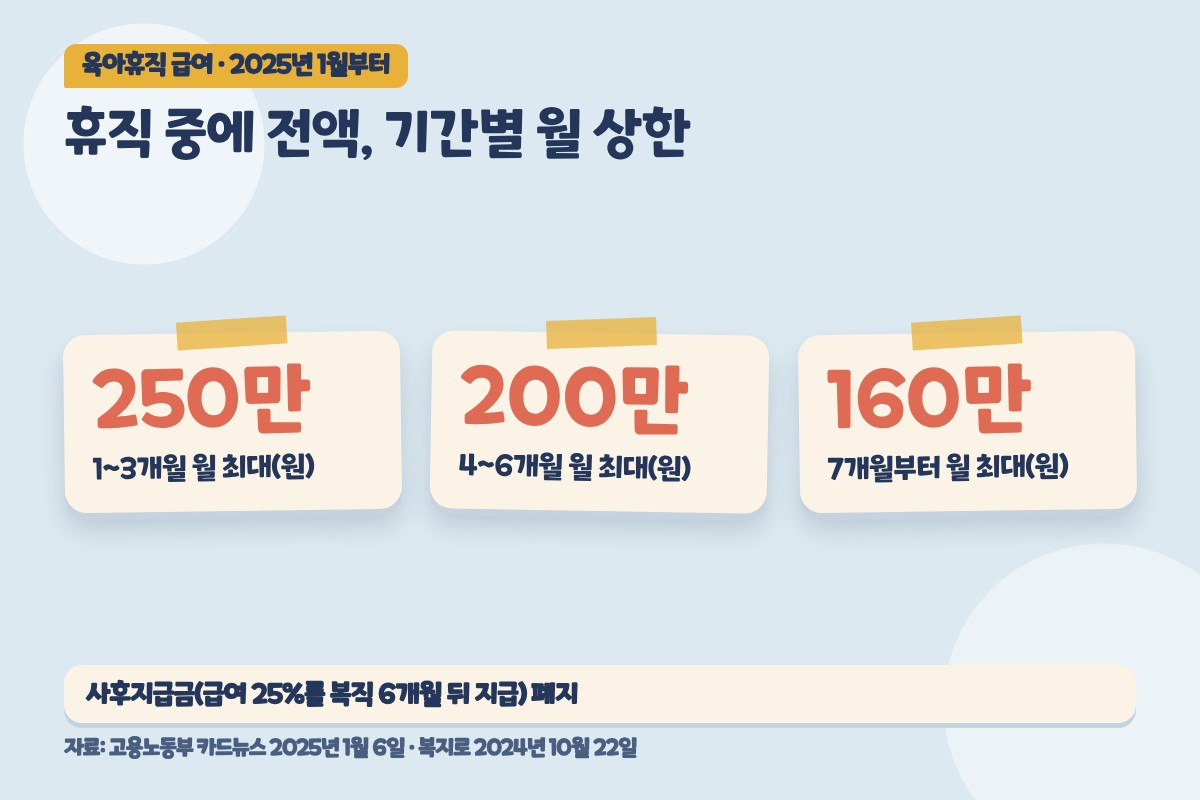 육아휴직 급여 · 2025년 1월부터
휴직 중에 전액, 기간별 월 상한
250만
1~3개월 월 최대(원)
200만
4~6개월 월 최대(원)
160만
7개월부터 월 최대(원)
사후지급금(급여 25%를 복직 6개월 뒤 지급) 폐지
자료: 고용노동부 카드뉴스 2025년 1월 6일 · 복지로 2024년 10월 22일